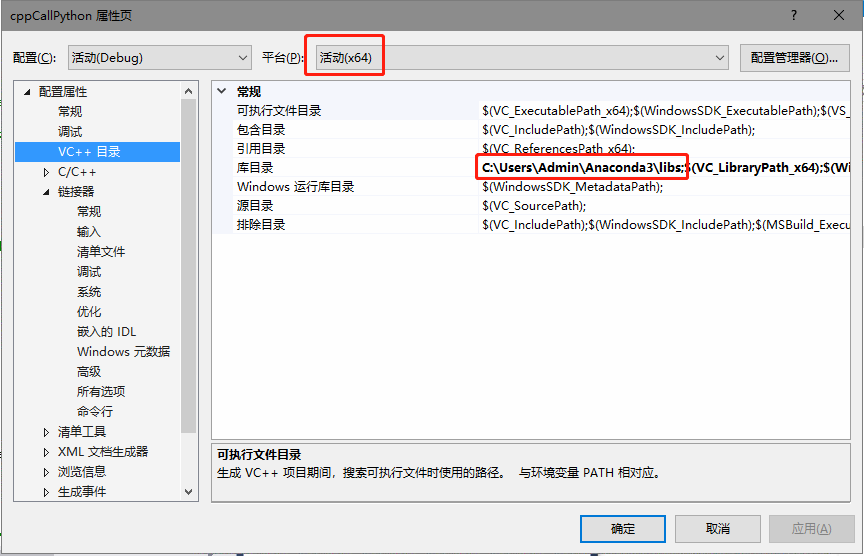 cppCallPython 属性页
?
配置(C):
活动(Debug)
平台(P):
活动(x64)
配置管理器(O)...
配置属性
常规
调试
VC++ 目录
C/C++
链接器
常规
输入
清单文件
调试
系统
优化
嵌入的 IDL
Windows 元数据
高级
所有选项
命令行
清单工具
XML 文档生成器
浏览信息
生成事件
常规
可执行文件目录 $(VC_ExecutablePath_x64);$(WindowsSDK_ExecutablePath);$(VS_
包含目录 $(VC_IncludePath);$(WindowsSDK_IncludePath);
引用目录 $(VC_ReferencesPath_x64);
库目录 C:\Users\Admin\Anaconda3\libs;$(VC_LibraryPath_x64);$(Wi
Windows 运行库目录 $(WindowsSDK_MetadataPath);
源目录 $(VC_SourcePath);
排除目录 $(VC_IncludePath);$(WindowsSDK_IncludePath);$(MSBuild_Execu
可执行文件目录
生成 VC++ 项目期间，搜索可执行文件时使用的路径。 与环境变量 PATH 相对应。
确定
取消
应用(A)